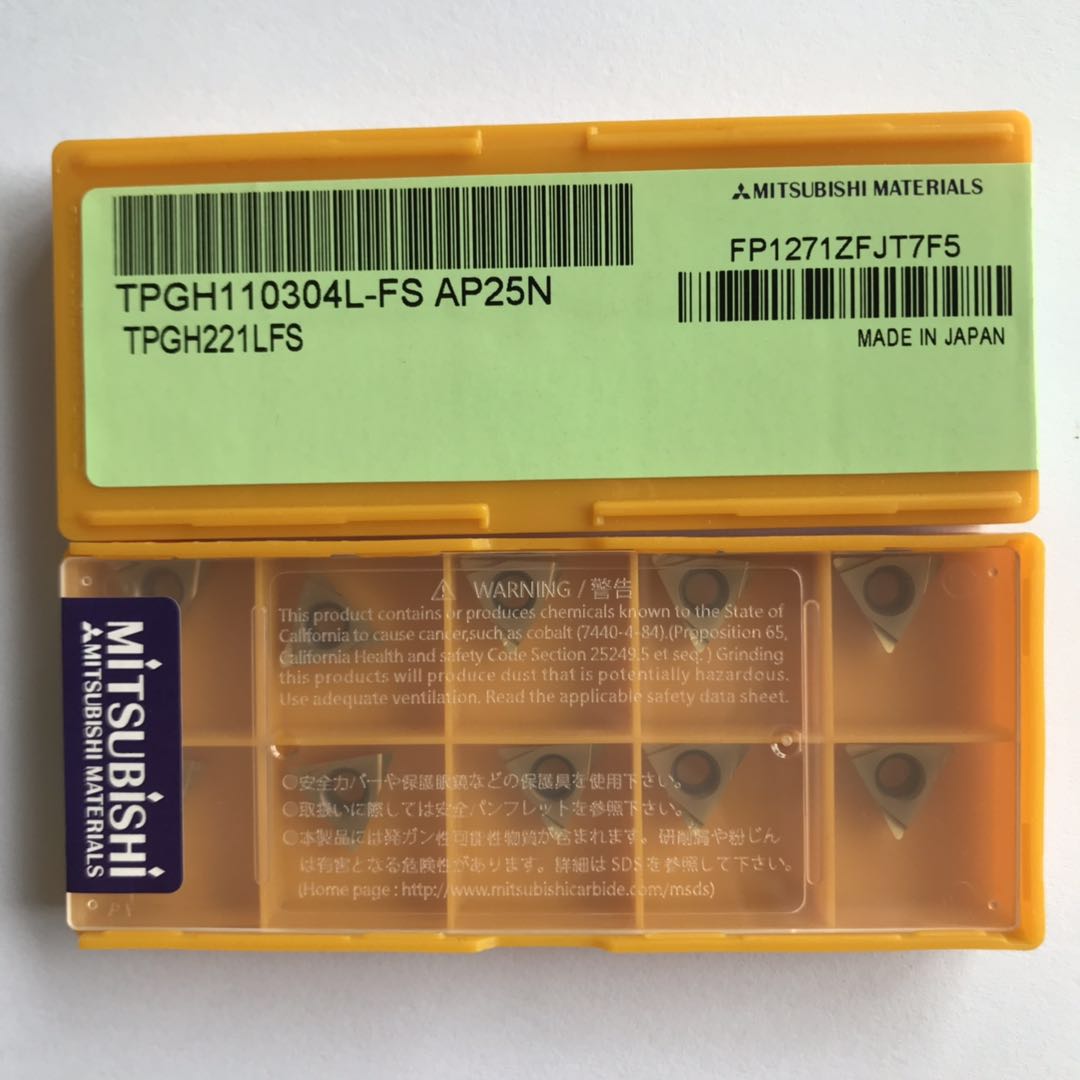 MITSUBISHI MATERIALS
FP1271ZFJT7F5
TPGH110304L-FS AP25N
TPGH221LFS
MADE IN JAPAN
MiTSUBiSHi
MITSUBISHI MATERIALS
WARNING / 警告
This product contains or produces chemicals known to the State of
California to cause cancer,such as cobalt (7440-4-84).(Proposition 65,
California Health and safety Code Section 25249.5 et seq. ) Grinding
this products will produce dust that is potentially hazardous.
Use adequate ventilation. Read the applicable safety data sheet.
●安全カバーや保護眼鏡などの保護具を使用下さい。
●取扱いに際しては安全パンフレットを参照下さい。
●本製品には発ガン性可能性物質が含まれます。研削屑や粉じん
は有害となる危険性があります。詳細はSDSを参照して下さい。
(Home page : http://www.mitsubishicarbide.com/msds)
P1